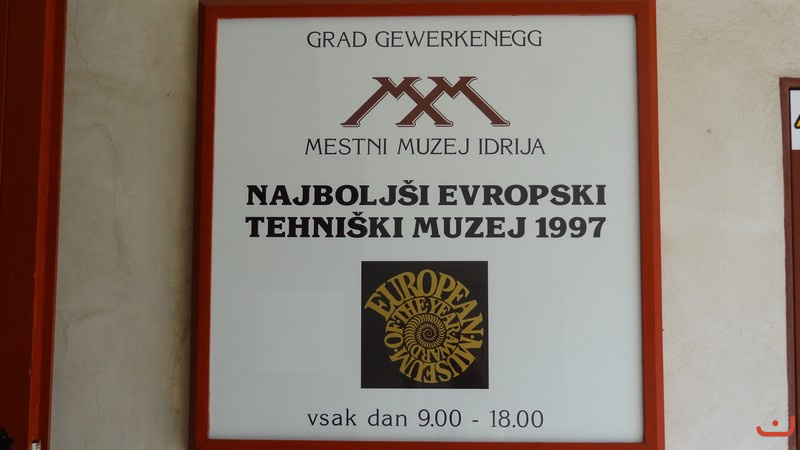 GRAD GEWERKENEGG
MESTNI MUZEJ IDRIJA
NAJBOLJŠI EVROPSKI
TEHNIŠKI MUZEJ 1997
EUROPEAN · MUSEUM · OF · THE · YEAR · AWARD
vsak dan 9.00 - 18.00